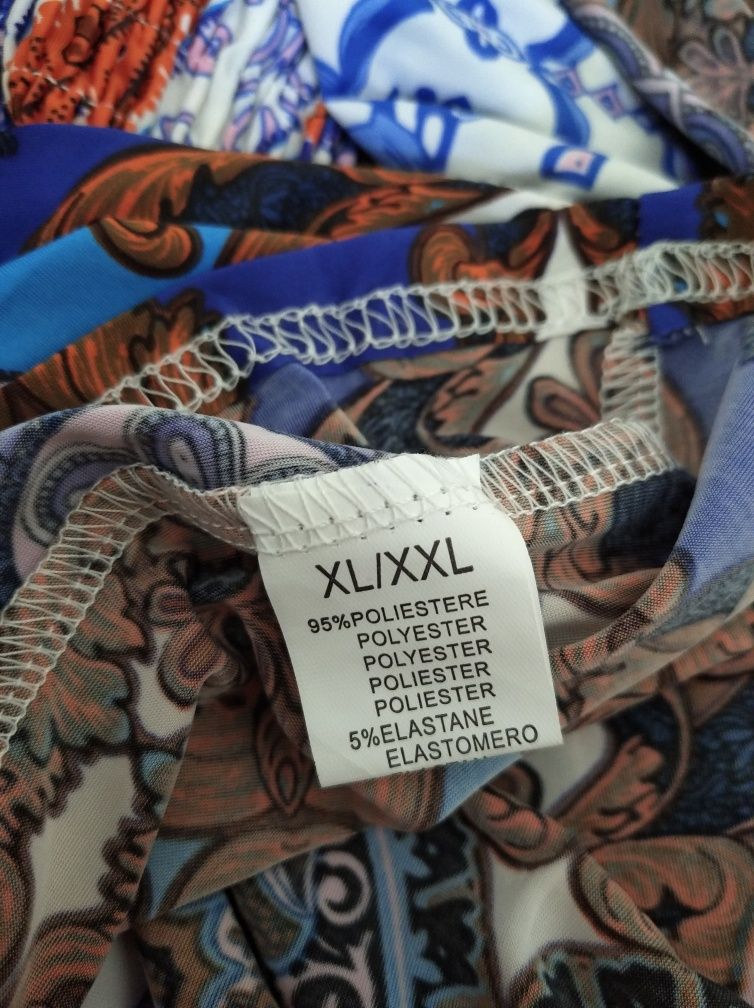 XL/XXL
95%POLIESTERE
POLYESTER
POLYESTER
POLIESTER
POLIESTER
5%ELASTANE
ELASTOMERO